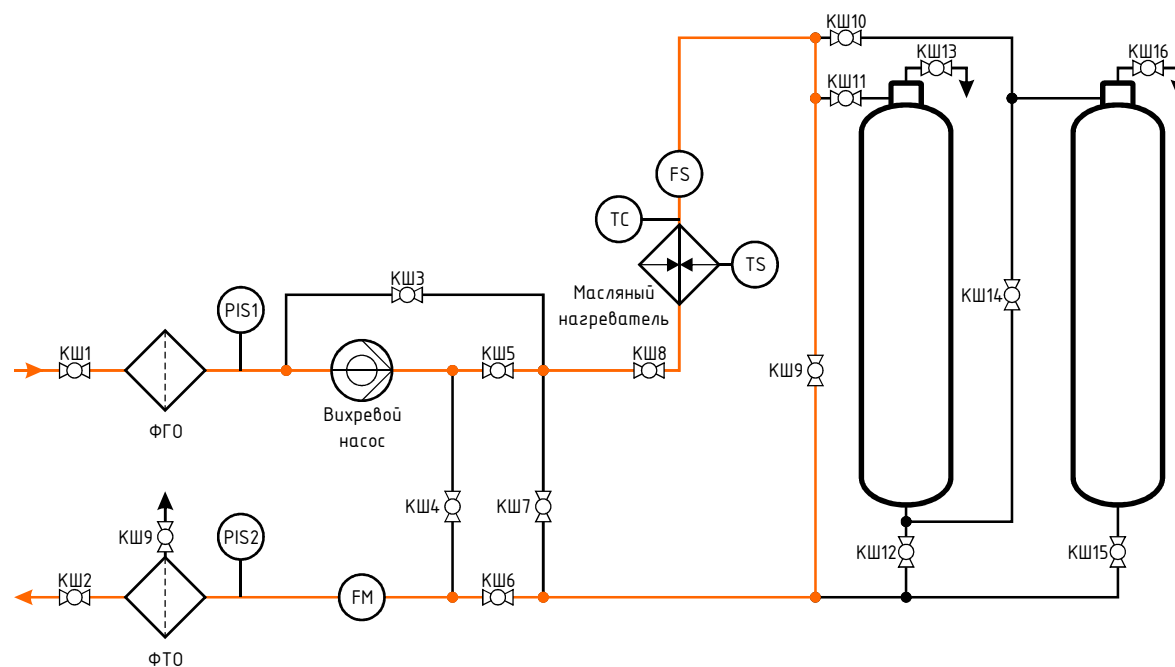 КШ10
КШ13
КШ16
КШ11
FS
TC
TS
КШ3
Масляный
нагреватель
КШ14
PIS1
КШ1
КШ5
КШ8
КШ9
ФГО
Вихревой
насос
КШ4
КШ7
КШ9
PIS2
КШ12
КШ15
КШ2
КШ6
FM
ФТО